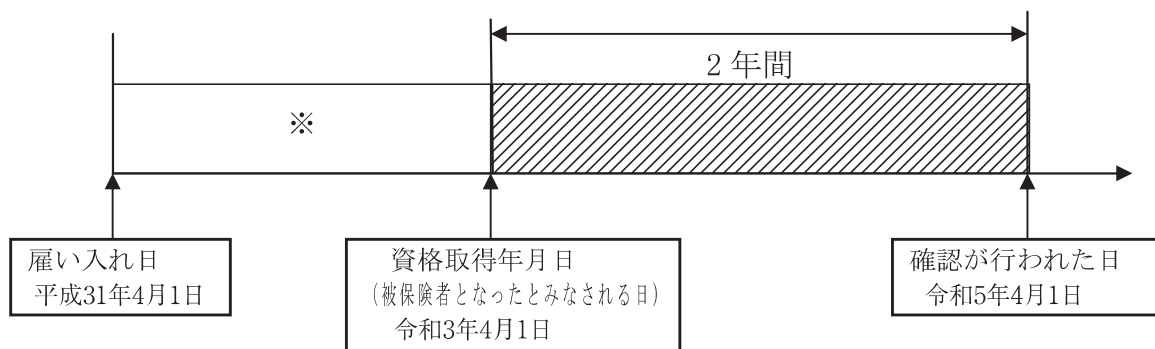 2年間
※
雇い入れ日
平成31年4月1日
資格取得年月日
（被保険者となったとみなされる日）
令和3年4月1日
確認が行われた日
令和5年4月1日